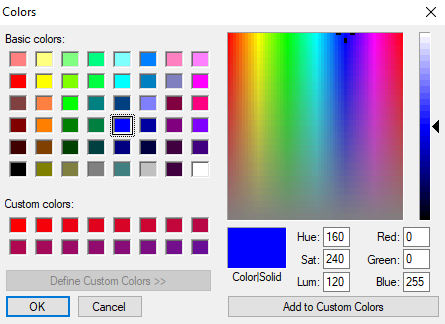 Colors
Basic colors:
Custom colors:
Define Custom Colors >>
OK
Cancel
Color|Solid
Hue: 160
Sat: 240
Lum: 120
Red: 0
Green: 0
Blue: 255
Add to Custom Colors